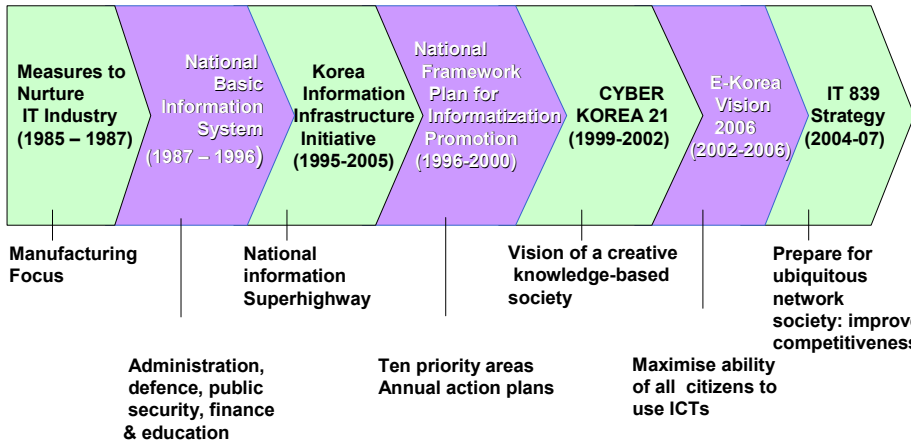 Measures to
Nurture
IT Industry
(1985 – 1987)
National
Basic
Information
System
(1987 – 1996)
Korea
Information
Infrastructure
Initiative
(1995-2005)
National
Framework
Plan for
Informatization
Promotion
(1996-2000)
CYBER
KOREA 21
(1999-2002)
E-Korea
Vision
2006
(2002-2006)
IT 839
Strategy
(2004-07)
Manufacturing
Focus
Administration,
defence, public
security, finance
& education
National
information
Superhighway
Ten priority areas
Annual action plans
Vision of a creative
knowledge-based
society
Maximise ability
of all citizens to
use ICTs
Prepare for
ubiquitous
network
society: improve
competitiveness